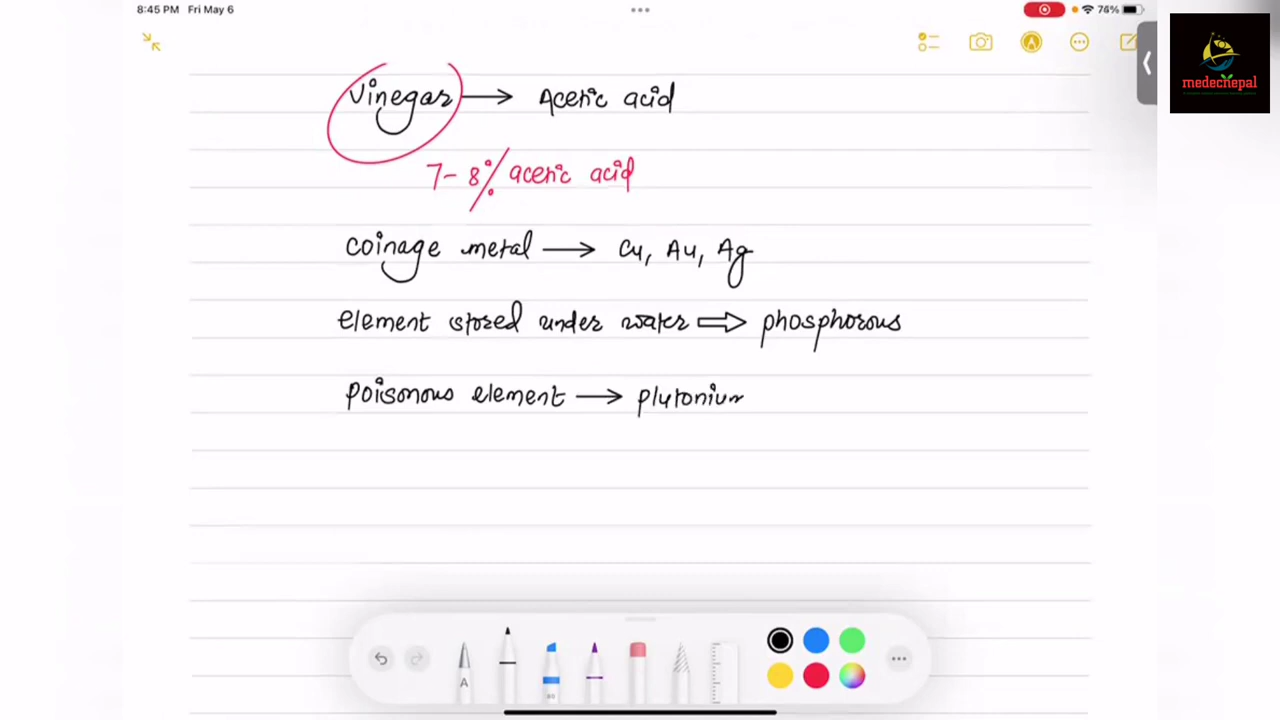 8:45 PM Fri May 6
76%
medecnepal
Vinegar → Acetic acid
7-8% acetic acid
coinage metal → Cu, Au, Ag
element stored under water ⇒ phosphorous
poisonous element → plutonium
A